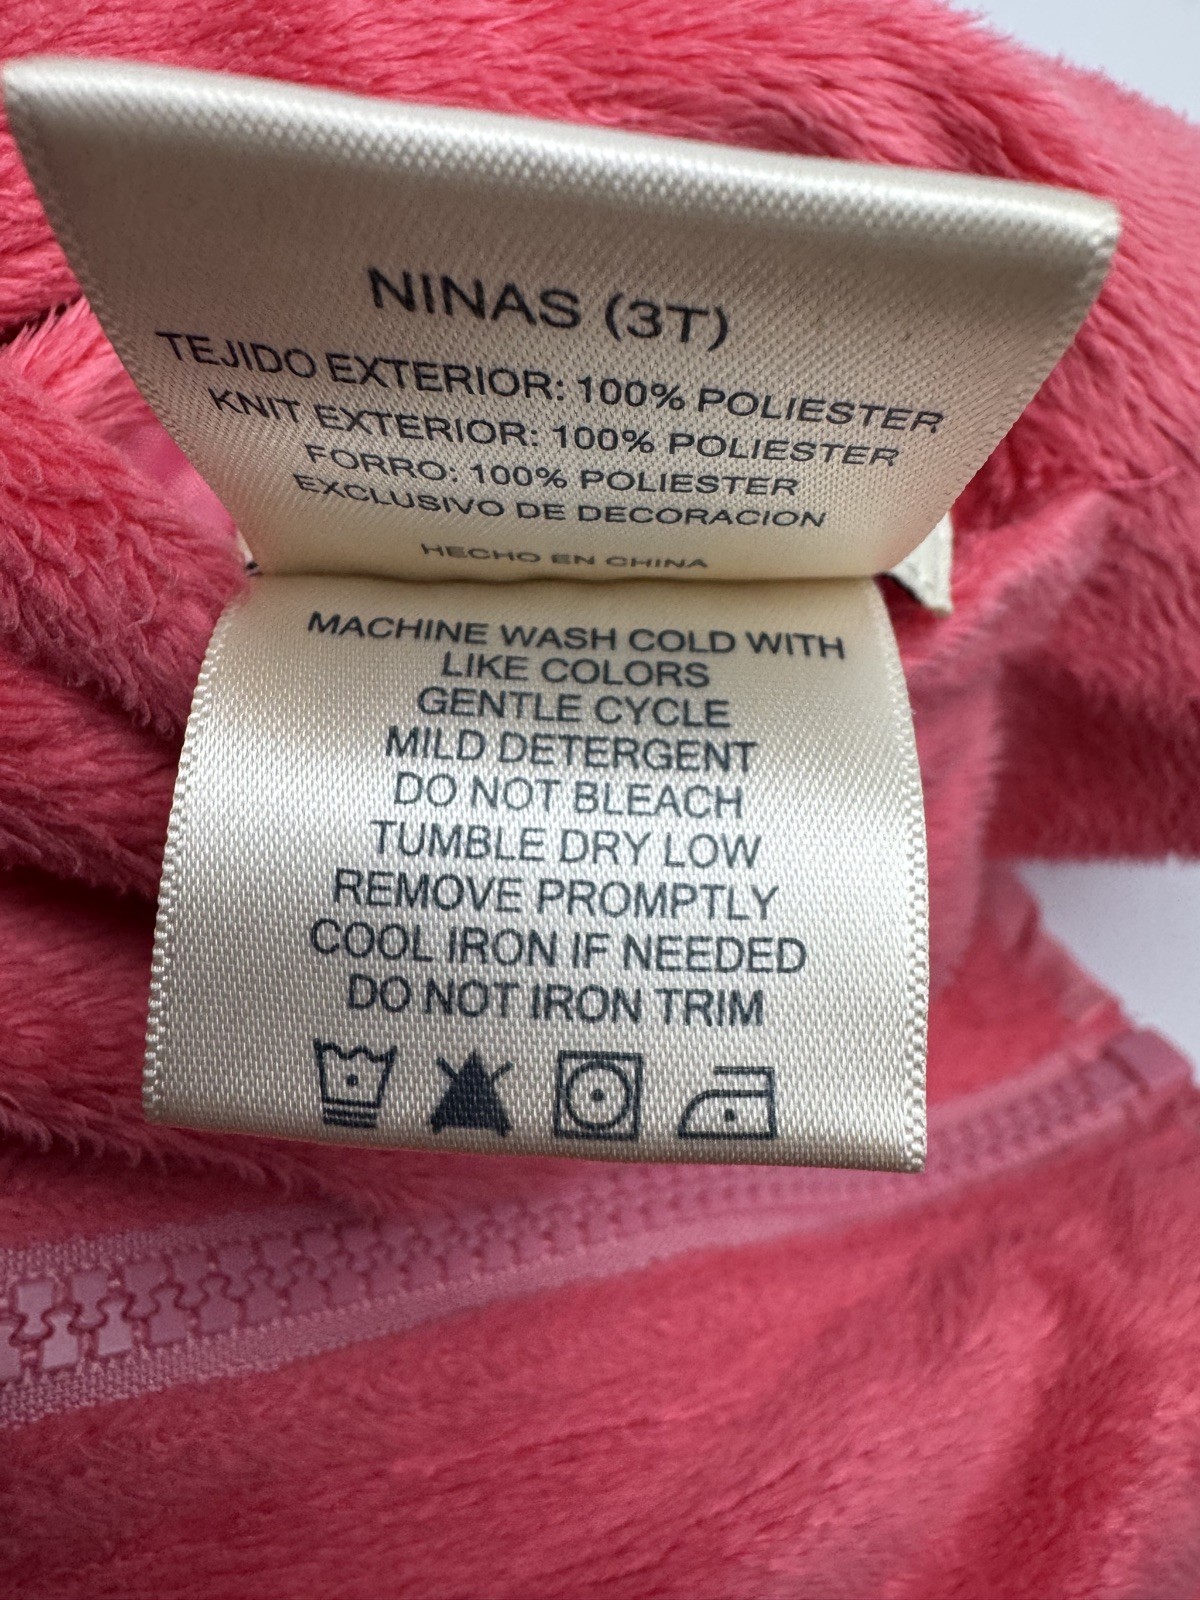 NINAS (3T)
TEJIDO EXTERIOR: 100% POLIESTER
KNIT EXTERIOR: 100% POLIESTER
FORRO: 100% POLIESTER
EXCLUSIVO DE DECORACION
HECHO EN CHINA
MACHINE WASH COLD WITH
LIKE COLORS
GENTLE CYCLE
MILD DETERGENT
DO NOT BLEACH
TUMBLE DRY LOW
REMOVE PROMPTLY
COOL IRON IF NEEDED
DO NOT IRON TRIM